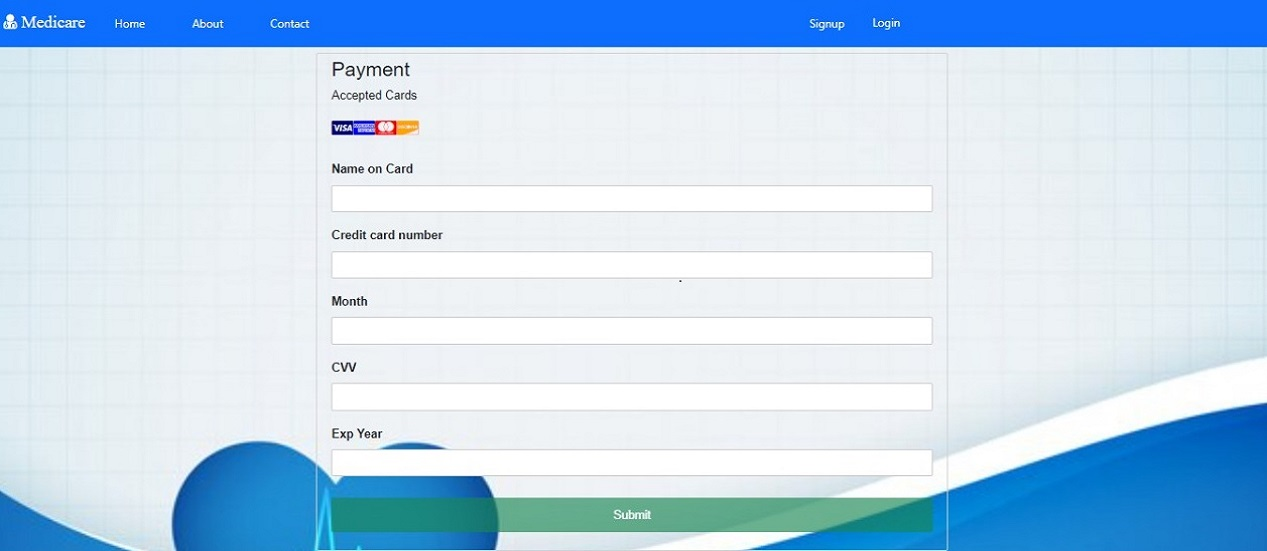 Medicare Home About Contact Signup Login
Payment
Accepted Cards
VISA
Name on Card
Credit card number
Month
CVV
Exp Year
Submit